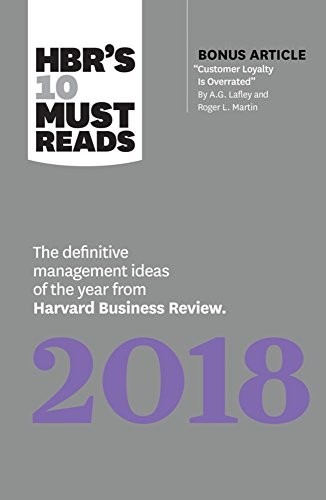 HBR'S
10
MUST
READS
BONUS ARTICLE
“Customer Loyalty
Is Overrated”
By A.G. Lafley and
Roger L. Martin
The definitive
management ideas
of the year from
Harvard Business Review.
2018